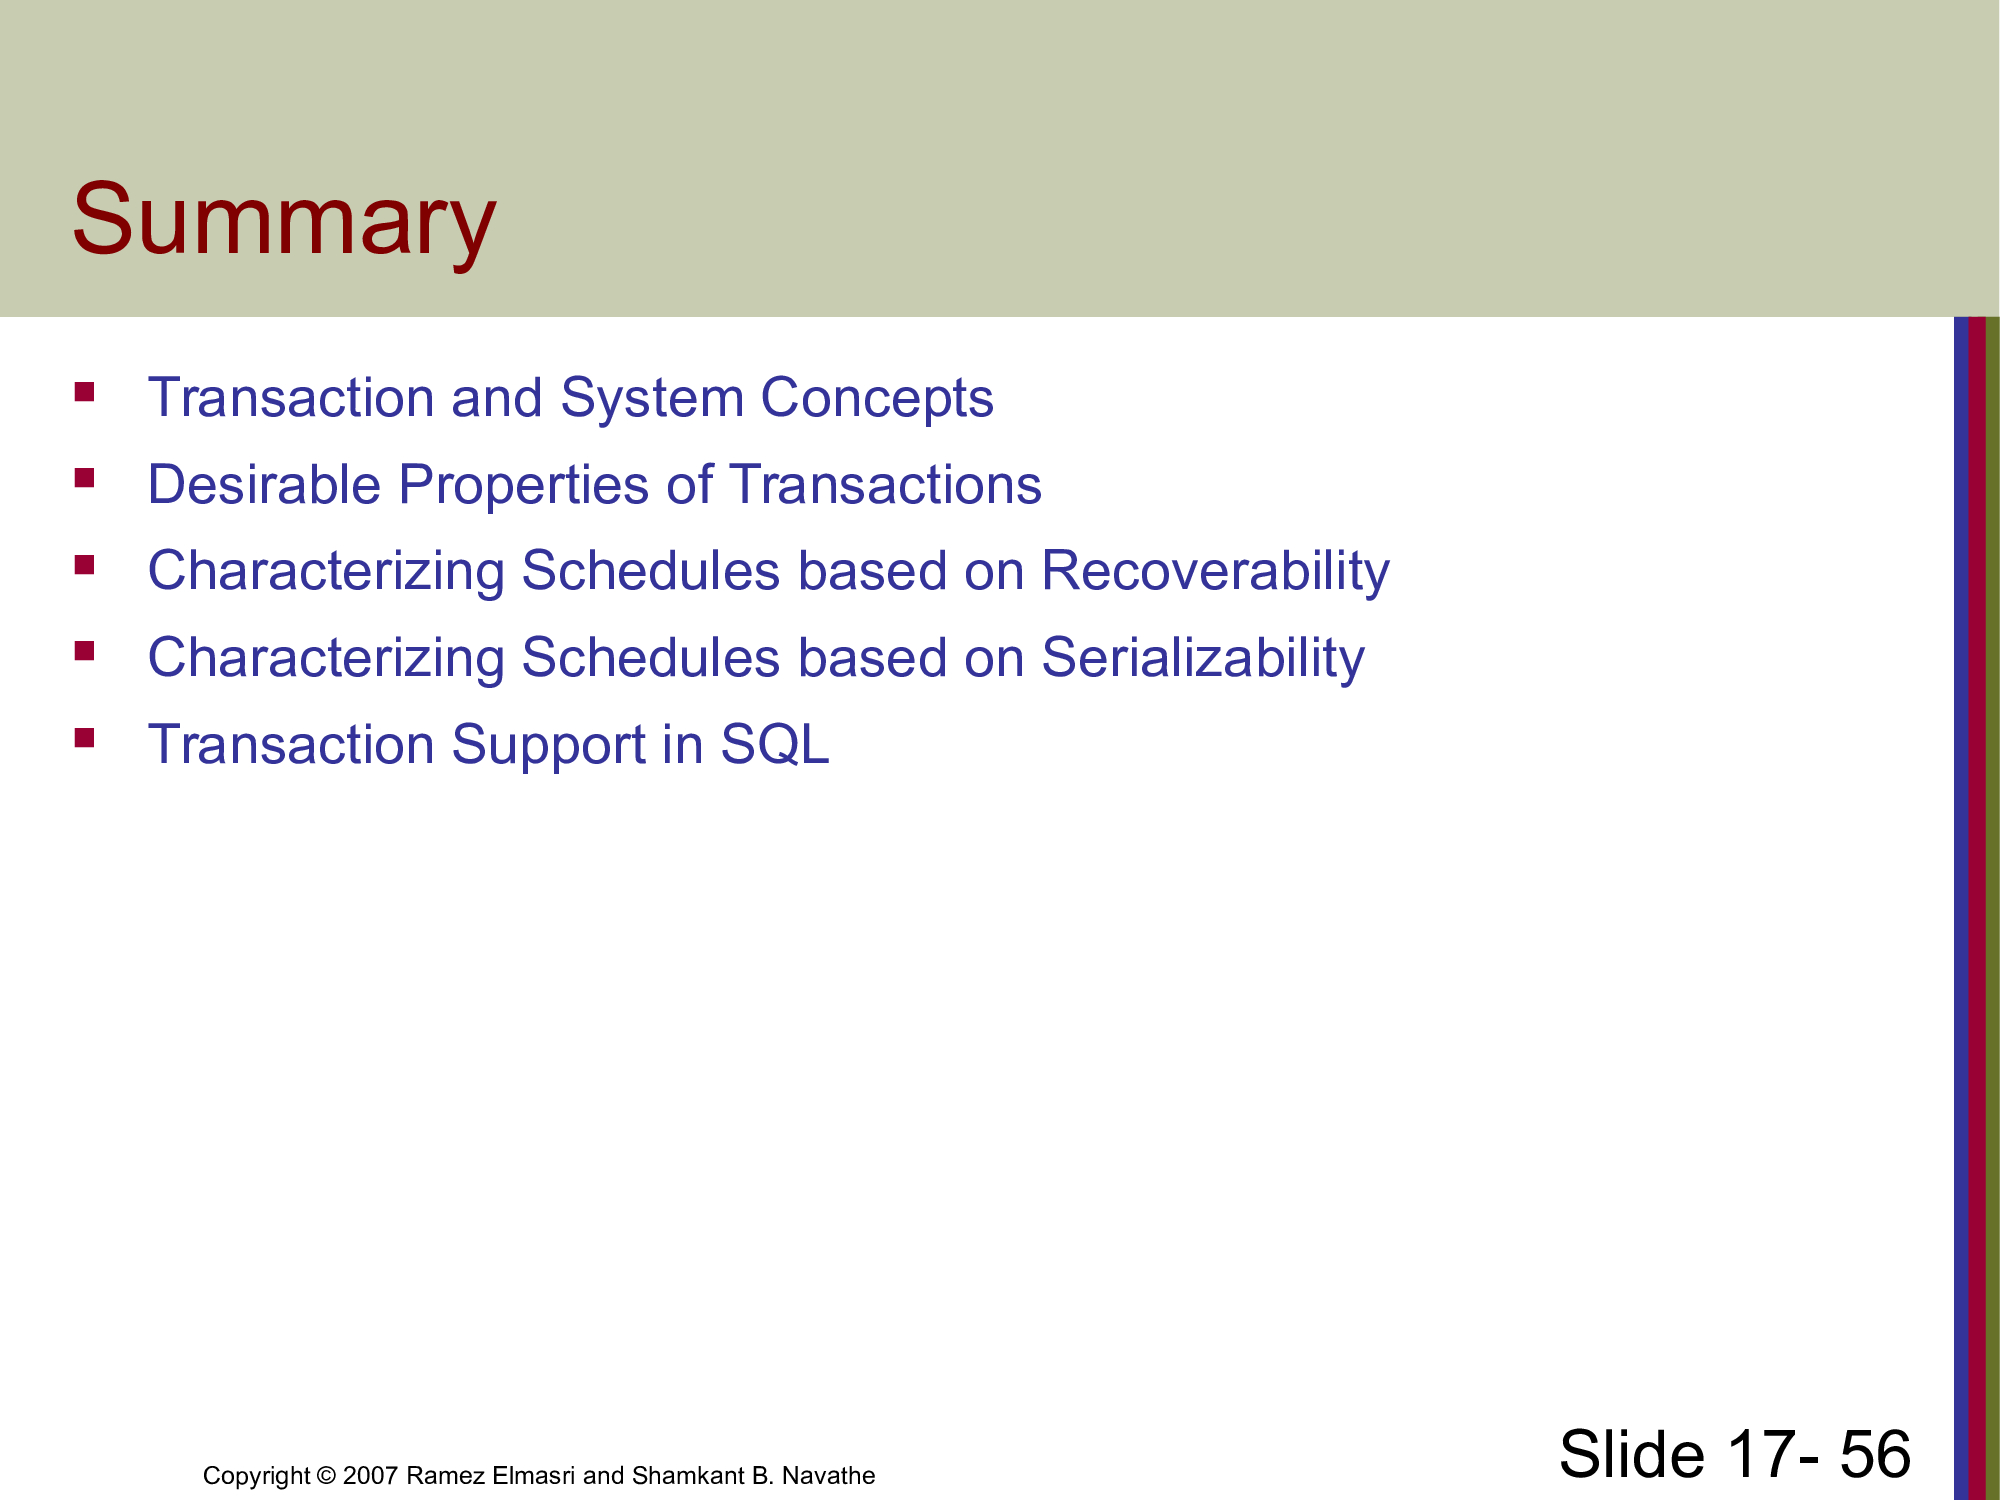 Summary
Transaction and System Concepts
Desirable Properties of Transactions
Characterizing Schedules based on Recoverability
Characterizing Schedules based on Serializability
Transaction Support in SQL
Copyright © 2007 Ramez Elmasri and Shamkant B. Navathe
Slide 17- 56